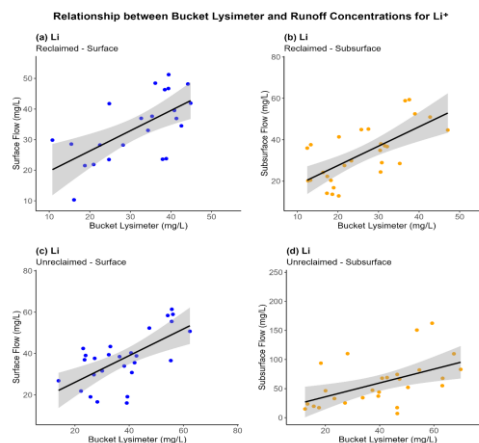 Relationship between Bucket Lysimeter and Runoff Concentrations for Li⁺
(a) Li
Reclaimed - Surface
Surface Flow (mg/L)
50
40
30
20
10
10 20 30 40 50
Bucket Lysimeter (mg/L)
(b) Li
Reclaimed - Subsurface
Subsurface Flow (mg/L)
60
40
20
10 20 30 40 50
Bucket Lysimeter (mg/L)
(c) Li
Unreclaimed - Surface
Surface Flow (mg/L)
80
60
40
20
20 40 60 80
Bucket Lysimeter (mg/L)
(d) Li
Unreclaimed - Subsurface
Subsurface Flow (mg/L)
250
200
150
100
50
0
20 40 60
Bucket Lysimeter (mg/L)